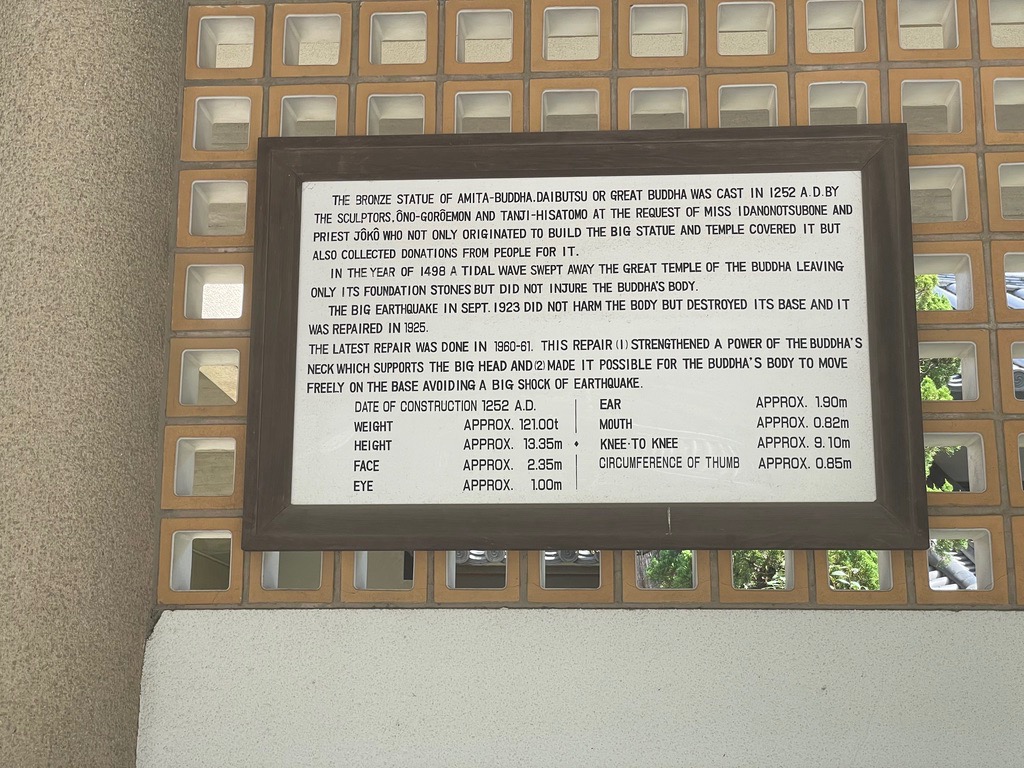 THE BRONZE STATUE OF AMITA-BUDDHA.DAIBUTSU OR GREAT BUDDHA WAS CAST IN 1252 A.D.BY
THE SCULPTORS, ÔNO-GORÔEMON AND TANJI-HISATOMO AT THE REQUEST OF MISS IDANONOTSUBONE AND
PRIEST JÔKÔ WHO NOT ONLY ORIGINATED TO BUILD THE BIG STATUE AND TEMPLE COVERED IT BUT
ALSO COLLECTED DONATIONS FROM PEOPLE FOR IT.
IN THE YEAR OF 1498 A TIDAL WAVE SWEPT AWAY THE GREAT TEMPLE OF THE BUDDHA LEAVING
ONLY ITS FOUNDATION STONES BUT DID NOT INJURE THE BUDDHA'S BODY.
THE BIG EARTHQUAKE IN SEPT. 1923 DID NOT HARM THE BODY BUT DESTROYED ITS BASE AND IT
WAS REPAIRED IN 1925.
THE LATEST REPAIR WAS DONE IN 1960-61. THIS REPAIR (1) STRENGTHENED A POWER OF THE BUDDHA'S
NECK WHICH SUPPORTS THE BIG HEAD AND (2) MADE IT POSSIBLE FOR THE BUDDHA'S BODY TO MOVE
FREELY ON THE BASE AVOIDING A BIG SHOCK OF EARTHQUAKE.
DATE OF CONSTRUCTION 1252 A.D.
WEIGHT APPROX. 121.00t
HEIGHT APPROX. 13.35m
FACE APPROX. 2.35m
EYE APPROX. 1.00m
EAR APPROX. 1.90m
MOUTH APPROX. 0.82m
KNEE-TO KNEE APPROX. 9.10m
CIRCUMFERENCE OF THUMB APPROX. 0.85m